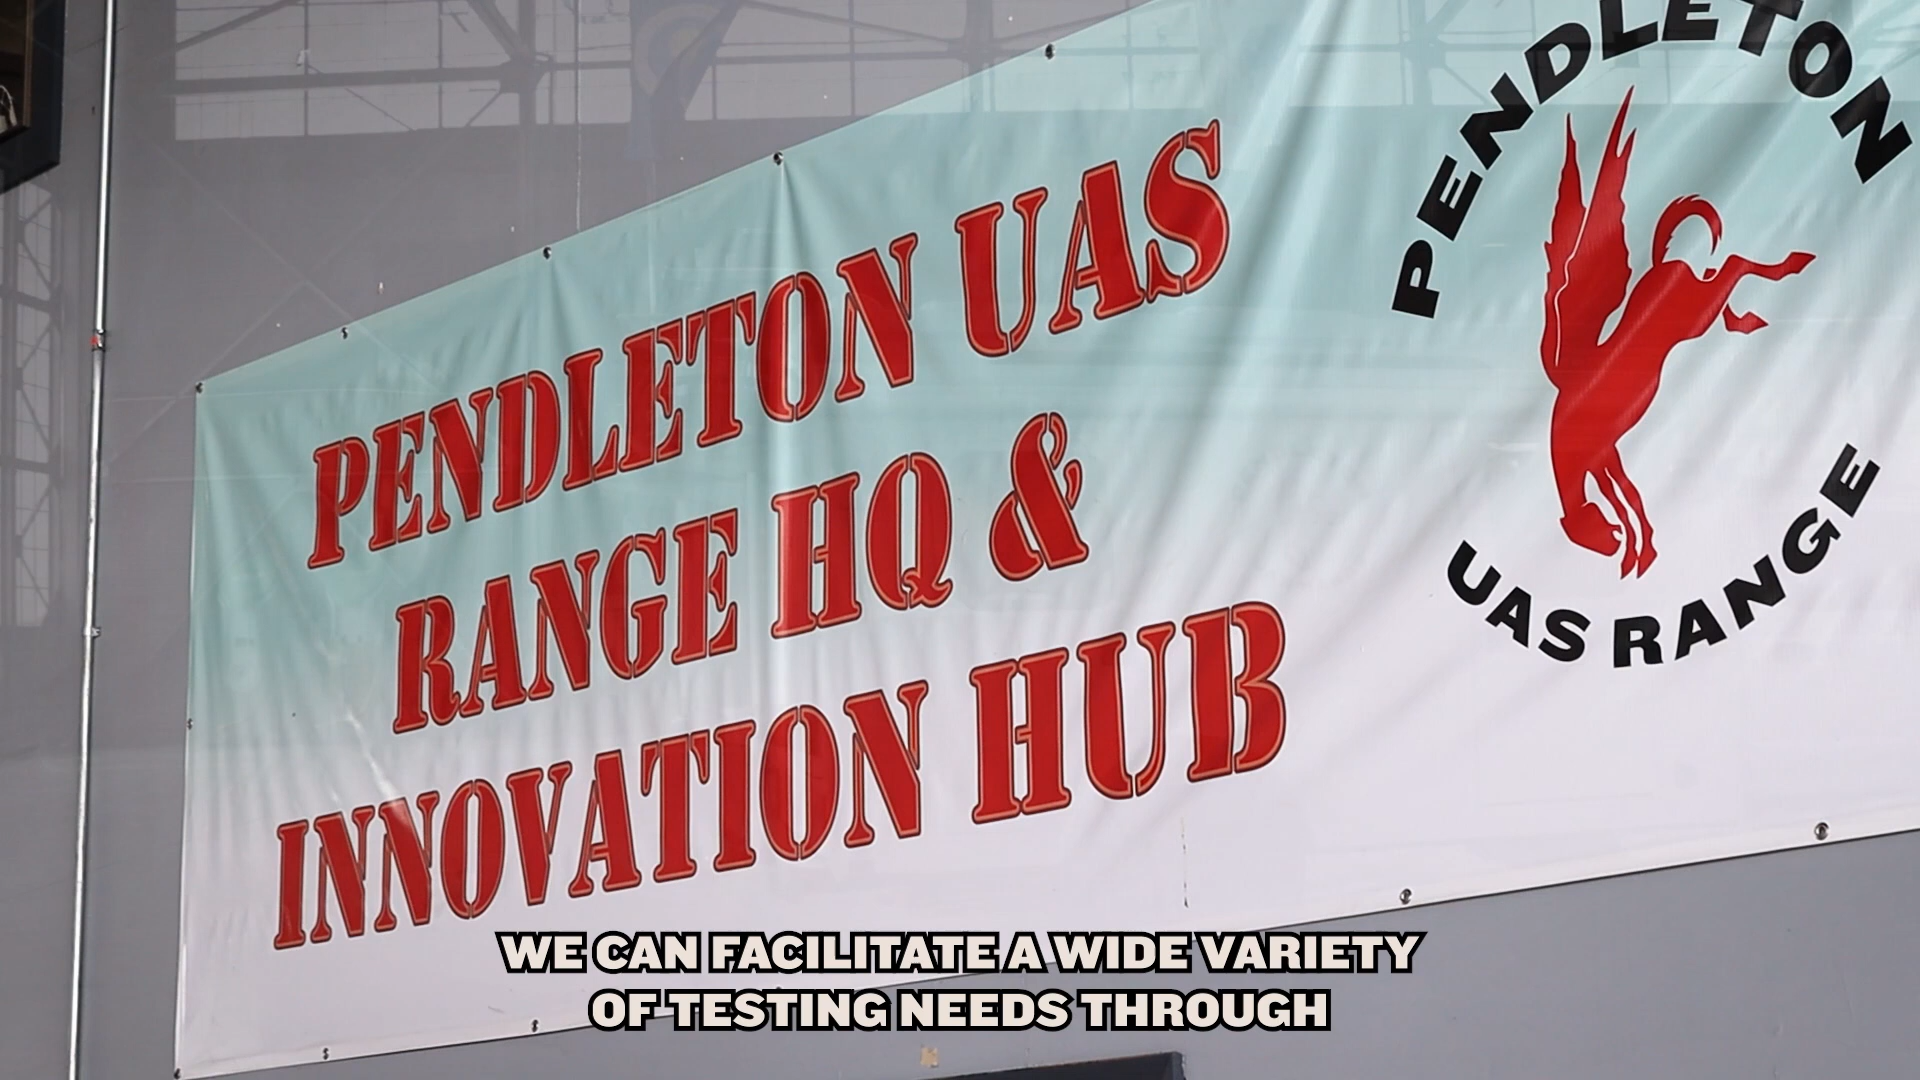 PENDLETON UAS
RANGE HQ &
INNOVATION HUB
PENDLETON
UAS RANGE
WE CAN FACILITATE A WIDE VARIETY
OF TESTING NEEDS THROUGH